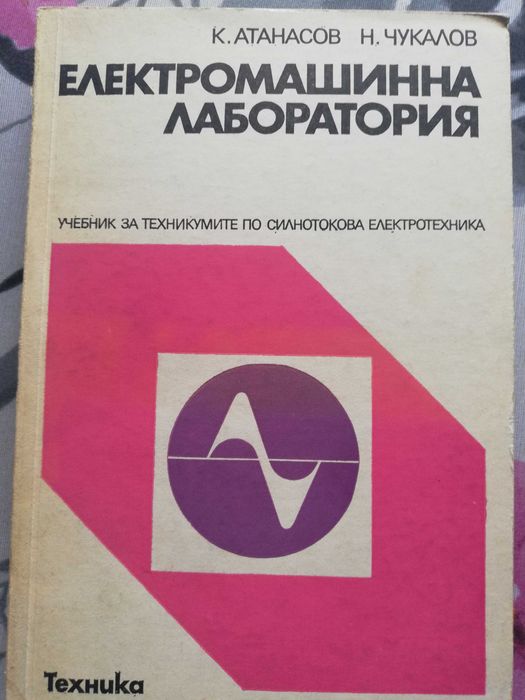 К. АТАНАСОВ Н. ЧУКАЛОВ
ЕЛЕКТРОМАШИННА
ЛАБОРАТОРИЯ
УЧЕБНИК ЗА ТЕХНИКУМИТЕ ПО СИЛНОТОКОВА ЕЛЕКТРОТЕХНИКА
Техника